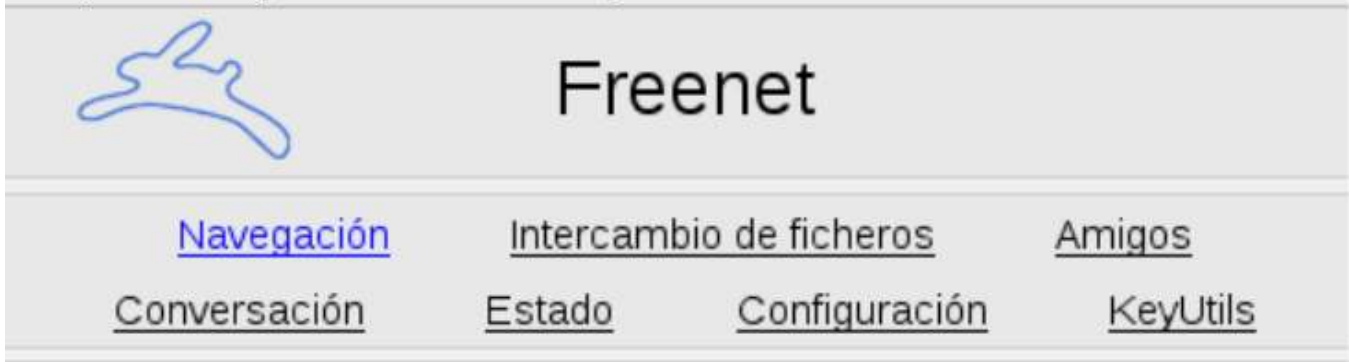 Freenet
Navegación Intercambio de ficheros Amigos
Conversación Estado Configuración KeyUtils